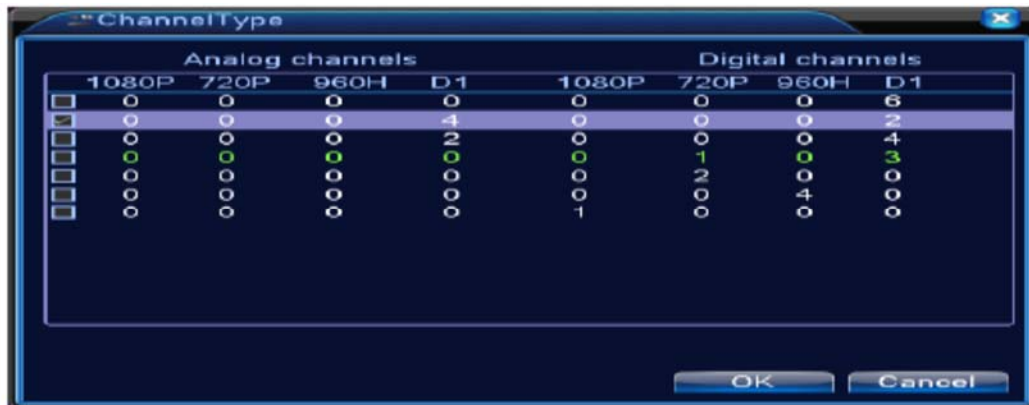 ChannelType
Analog channels Digital channels
1080P 720P 960H D1 1080P 720P 960H D1
0 0 0 0 0 0 0 6
0 0 0 4 0 0 0 2
0 0 0 2 0 0 0 4
0 0 0 0 0 1 0 3
0 0 0 0 0 2 0 0
0 0 0 0 0 0 4 0
0 0 0 0 1 0 0 0
OK Cancel